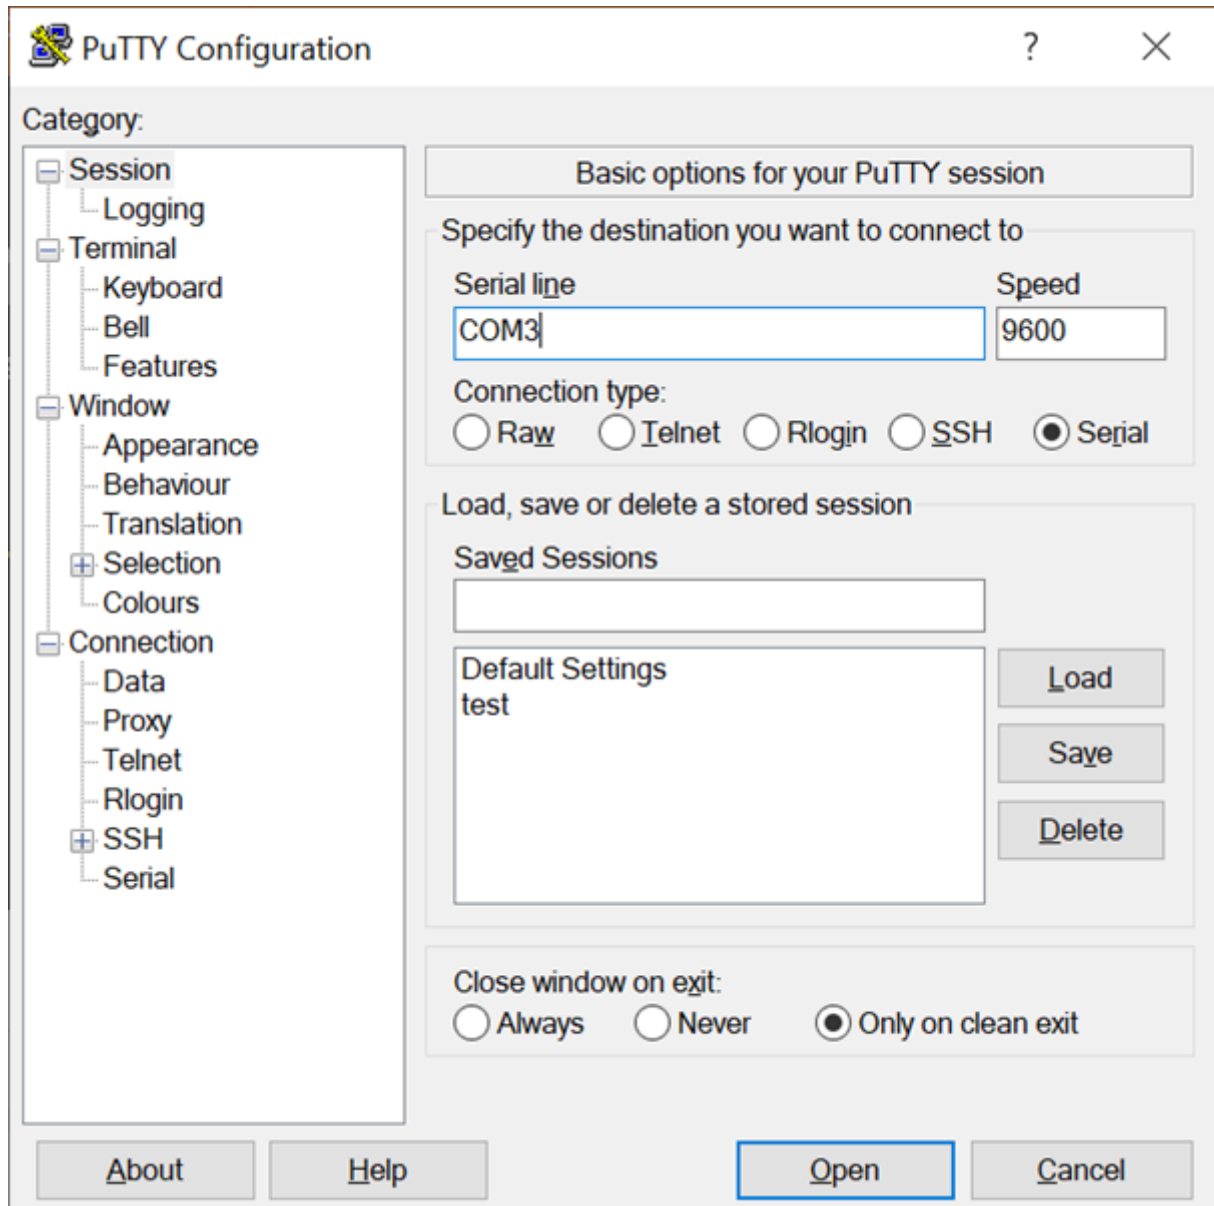 PuTTY Configuration
?
Category:
Session
Logging
Terminal
Keyboard
Bell
Features
Window
Appearance
Behaviour
Translation
Selection
Colours
Connection
Data
Proxy
Telnet
Rlogin
SSH
Serial
Basic options for your PuTTY session
Specify the destination you want to connect to
Serial line Speed
COM3 9600
Connection type:
Raw Telnet Rlogin SSH Serial
Load, save or delete a stored session
Saved Sessions
Default Settings
test
Load
Save
Delete
Close window on exit:
Always Never Only on clean exit
About Help Open Cancel